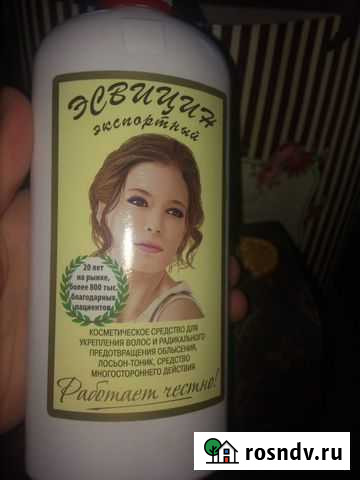 ЭСВИЦИН
экспортный
20 лет
на рынке,
более 800 тыс.
благодарных
пациентов
КОСМЕТИЧЕСКОЕ СРЕДСТВО ДЛЯ
УКРЕПЛЕНИЯ ВОЛОС И РАДИКАЛЬНОГО
ПРЕДОТВРАЩЕНИЯ ОБЛЫСЕНИЯ,
ЛОСЬОН-ТОНИК, СРЕДСТВО
МНОГОСТОРОННЕГО ДЕЙСТВИЯ
Работает честно!
rosndv.ru